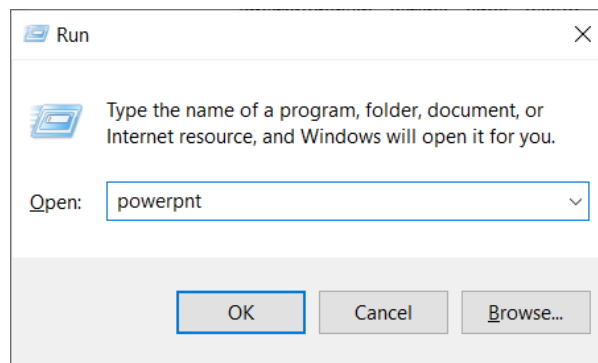 Run
Type the name of a program, folder, document, or
Internet resource, and Windows will open it for you.
Open: powerpnt
OK Cancel Browse...